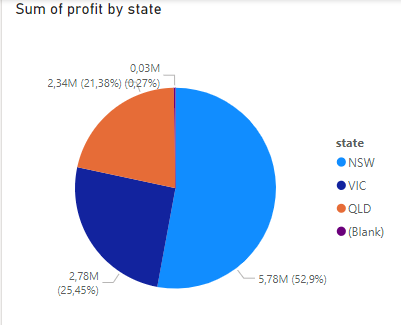 Sum of profit by state
0,03M
2,34M (21,38%) (0,27%)
2,78M
(25,45%)
5,78M (52,9%)
state
NSW
VIC
QLD
(Blank)